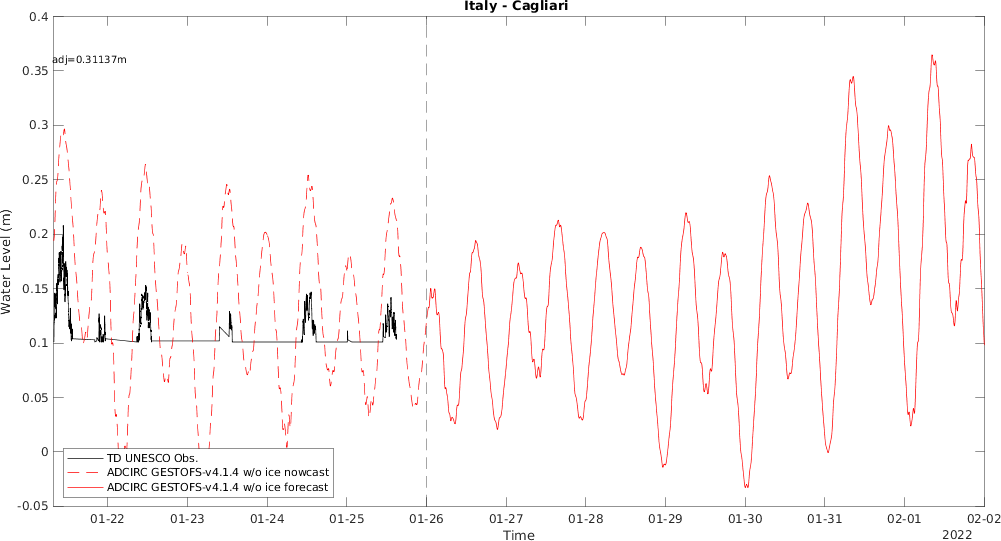 Italy - Cagliari
adj=0.31137m
0.4
0.35
0.3
0.25
0.2
0.15
0.1
0.05
0
-0.05
Water Level (m)
TD UNESCO Obs.
ADCIRC GESTOFS-v4.1.4 w/o ice nowcast
ADCIRC GESTOFS-v4.1.4 w/o ice forecast
01-22 01-23 01-24 01-25 01-26 01-27 01-28 01-29 01-30 01-31 02-01 02-02
Time
2022